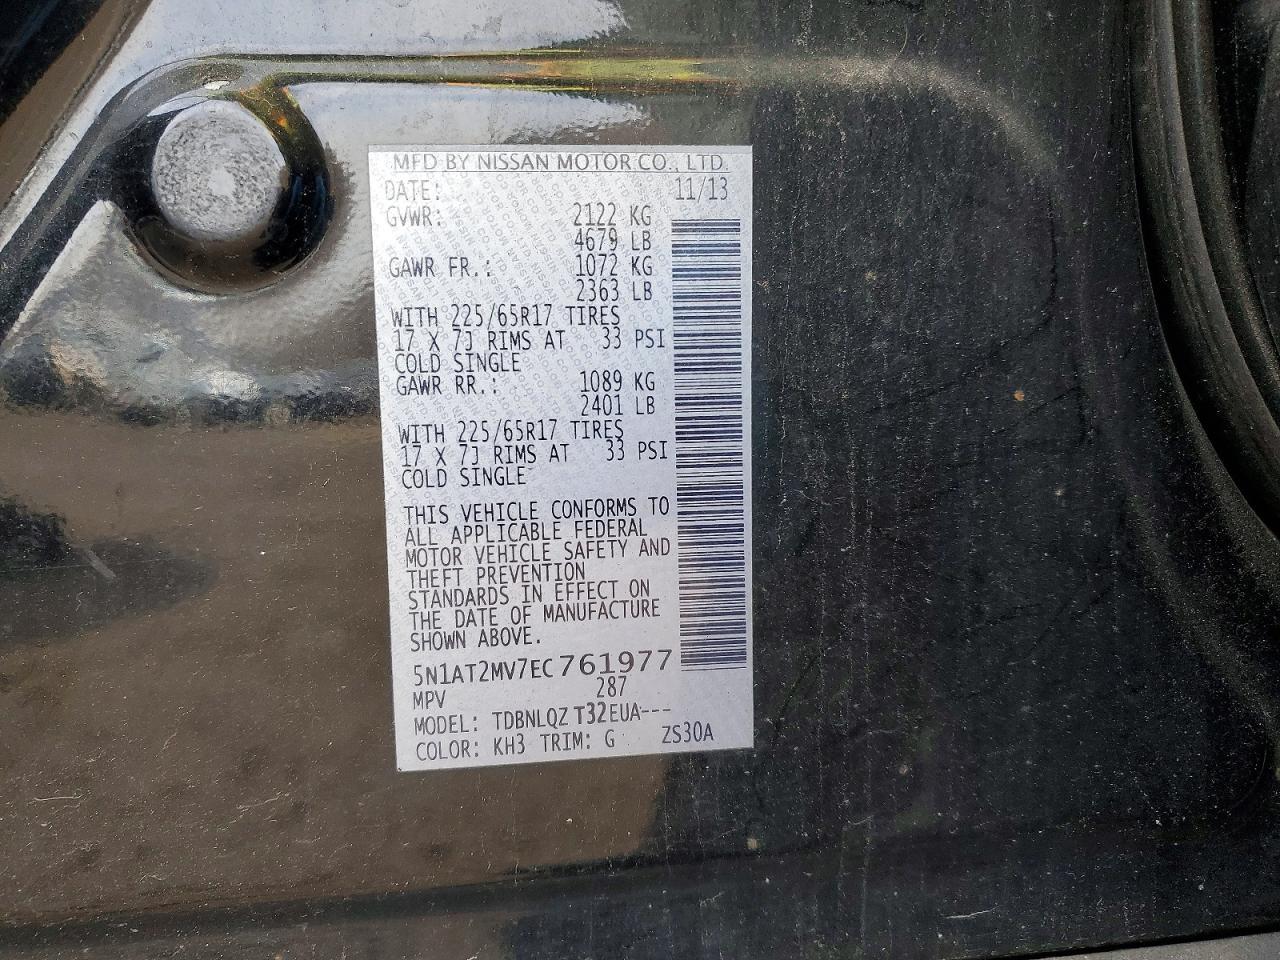 MFD BY NISSAN MOTOR CO., LTD.
DATE: 11/13
GVWR: 2122 KG
4679 LB
GAWR FR.: 1072 KG
2363 LB
WITH 225/65R17 TIRES
17 X 7J RIMS AT 33 PSI
COLD SINGLE
GAWR RR.: 1089 KG
2401 LB
WITH 225/65R17 TIRES
17 X 7J RIMS AT 33 PSI
COLD SINGLE
THIS VEHICLE CONFORMS TO
ALL APPLICABLE FEDERAL
MOTOR VEHICLE SAFETY AND
THEFT PREVENTION
STANDARDS IN EFFECT ON
THE DATE OF MANUFACTURE
SHOWN ABOVE.
5N1AT2MV7EC761977
MPV 287
MODEL: TDBNLQZ T32EUA---
COLOR: KH3 TRIM: G ZS30A